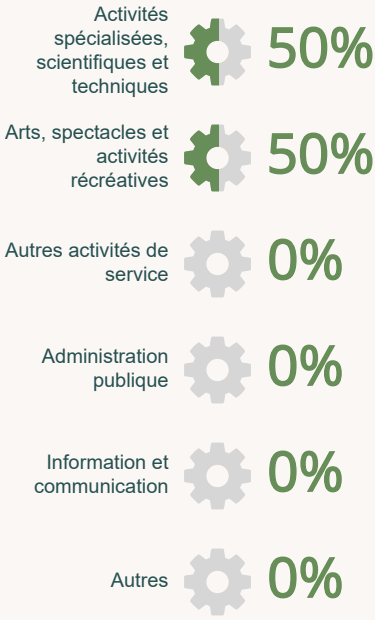 Activités
spécialisées,
scientifiques et
techniques
50%
Arts, spectacles et
activités
récréatives
50%
Autres activités de
service
0%
Administration
publique
0%
Information et
communication
0%
Autres
0%